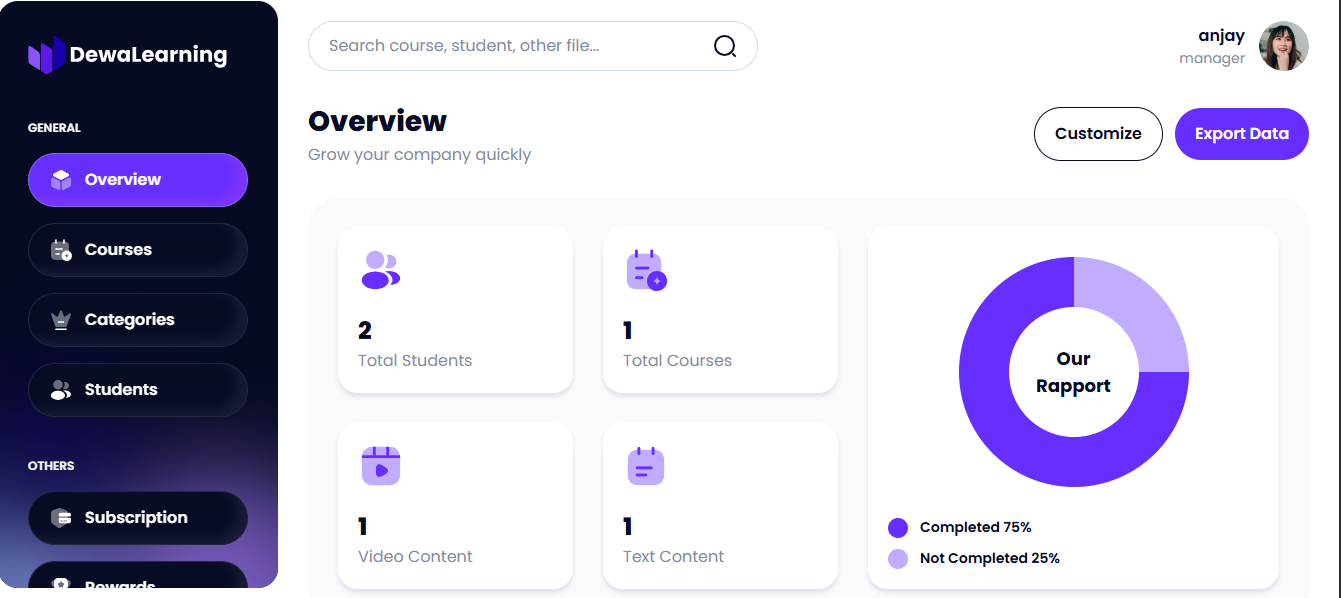 DewaLearning
GENERAL
Overview
Courses
Categories
Students
OTHERS
Subscription
Rewards
Search course, student, other file...
anjay
manager
Overview
Grow your company quickly
Customize
Export Data
2
Total Students
1
Total Courses
1
Video Content
1
Text Content
Our
Rapport
Completed 75%
Not Completed 25%